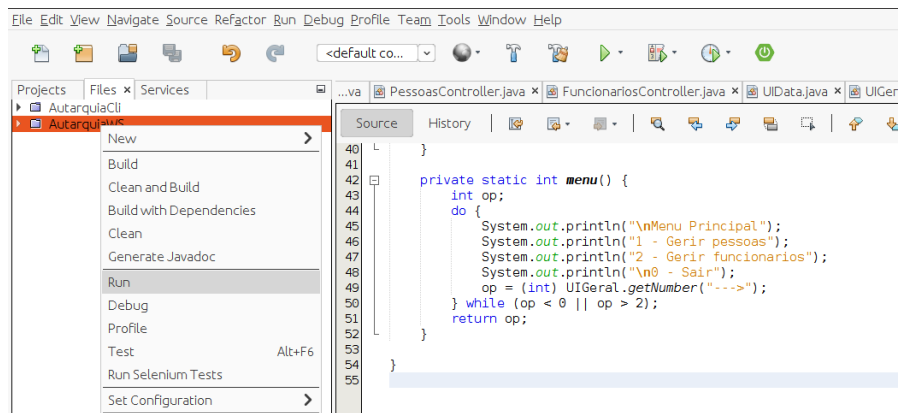 File Edit View Navigate Source Refactor Run Debug Profile Team Tools Window Help
<default co...
Projects Files × Services
...va PessoasController.java × FuncionariosController.java × UIData.java × UIGer
AutarquiaCli
AutarquiaWS
Source History
New
Build
Clean and Build
Build with Dependencies
Clean
Generate Javadoc
Run
Debug
Profile
Test Alt+F6
Run Selenium Tests
Set Configuration
40 }
41
42 private static int menu() {
43 int op;
44 do {
45 System.out.println("\nMenu Principal");
46 System.out.println("1 - Gerir pessoas");
47 System.out.println("2 - Gerir funcionarios");
48 System.out.println("\n0 - Sair");
49 op = (int) UIGeral.getNumber("--->");
50 } while (op < 0 || op > 2);
51 return op;
52 }
53
54 }
55